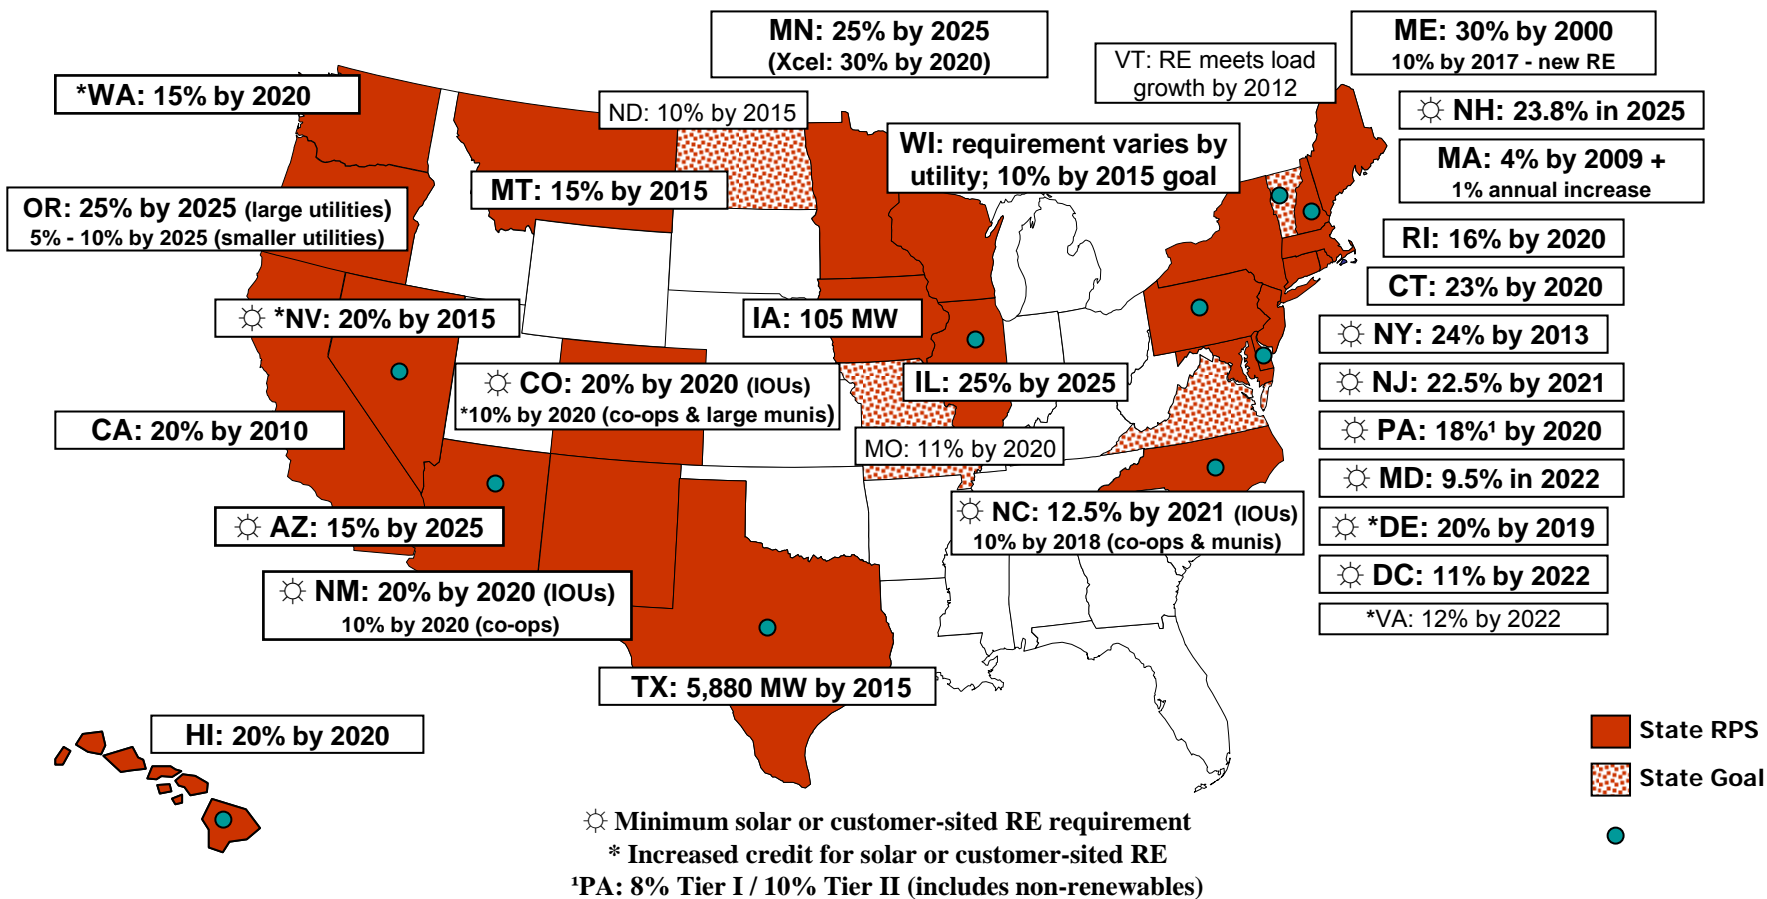 MN: 25% by 2025
(Xcel: 30% by 2020)
ME: 30% by 2000
10% by 2017 - new RE
VT: RE meets load
growth by 2012
*WA: 15% by 2020
ND: 10% by 2015
☼ NH: 23.8% in 2025
WI: requirement varies by
utility; 10% by 2015 goal
MA: 4% by 2009 +
1% annual increase
MT: 15% by 2015
OR: 25% by 2025 (large utilities)
5% - 10% by 2025 (smaller utilities)
RI: 16% by 2020
CT: 23% by 2020
☼ *NV: 20% by 2015
IA: 105 MW
☼ NY: 24% by 2013
☼ CO: 20% by 2020 (IOUs)
*10% by 2020 (co-ops & large munis)
IL: 25% by 2025
☼ NJ: 22.5% by 2021
CA: 20% by 2010
MO: 11% by 2020
☼ PA: 18%¹ by 2020
☼ MD: 9.5% in 2022
☼ AZ: 15% by 2025
☼ NC: 12.5% by 2021 (IOUs)
10% by 2018 (co-ops & munis)
☼ *DE: 20% by 2019
☼ DC: 11% by 2022
☼ NM: 20% by 2020 (IOUs)
10% by 2020 (co-ops)
*VA: 12% by 2022
TX: 5,880 MW by 2015
HI: 20% by 2020
State RPS
State Goal
☼ Minimum solar or customer-sited RE requirement
* Increased credit for solar or customer-sited RE
¹PA: 8% Tier I / 10% Tier II (includes non-renewables)